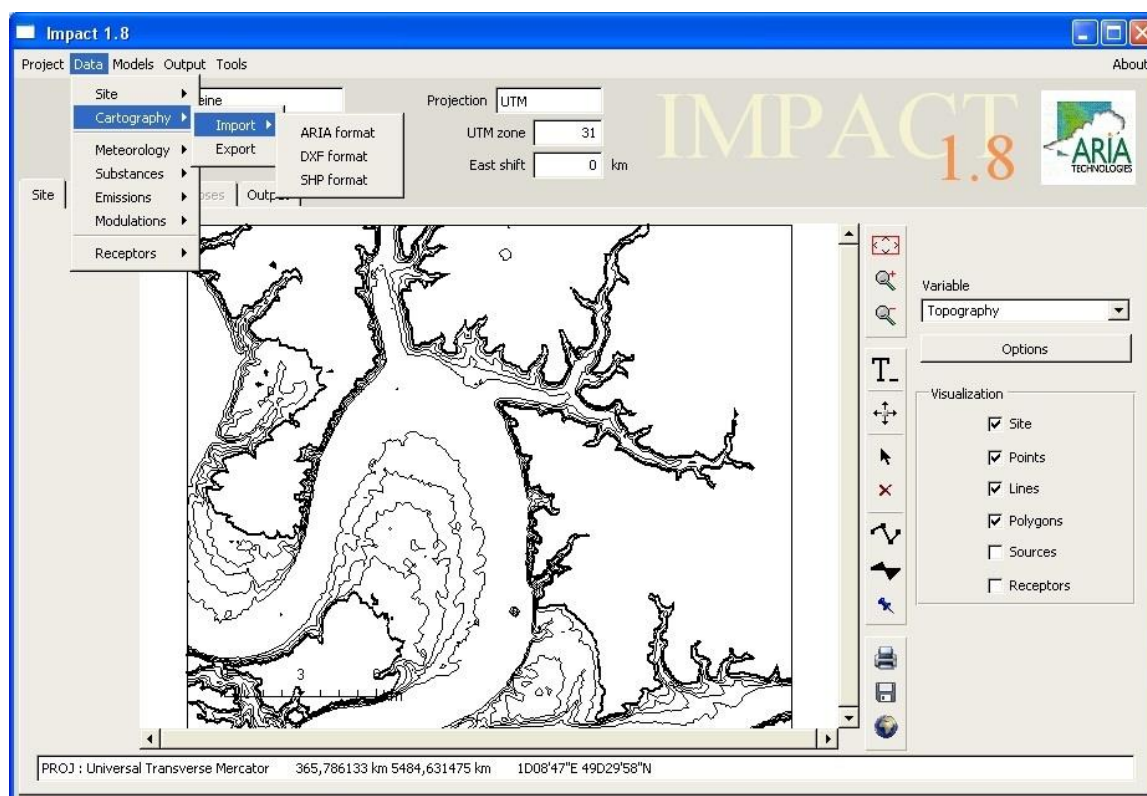 Impact 1.8
Project Data Models Output Tools About
Site
Cartography
Meteorology
Substances
Emissions
Modulations
Receptors
Import
Export
ARIA format
DXF format
SHP format
eine
Projection UTM
UTM zone 31
East shift 0 km
IMPACT
1.8
ARIA
TECHNOLOGIES
Site
oses
Output
3
km
Variable
Topography
Options
Visualization
Site
Points
Lines
Polygons
Sources
Receptors
T_
PROJ : Universal Transverse Mercator 365,786133 km 5484,631475 km 1D08'47"E 49D29'58"N